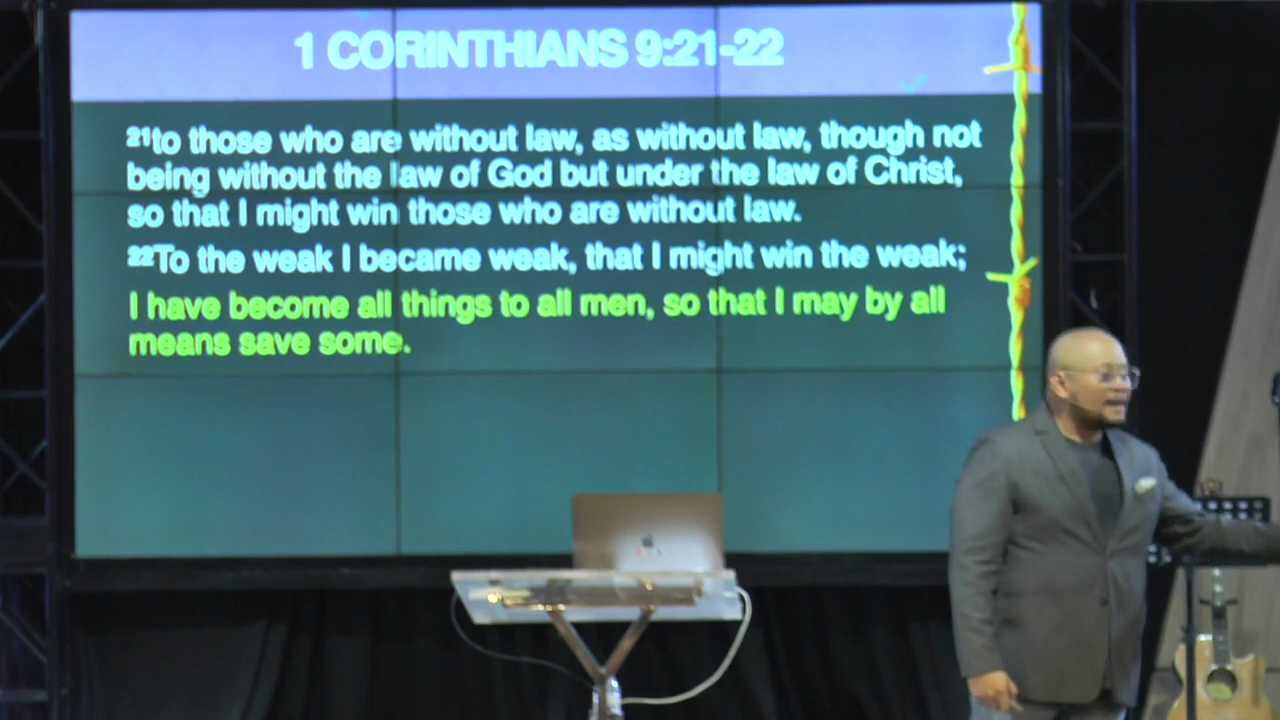 1 CORINTHIANS 9:21-22
²¹to those who are without law, as without law, though not
being without the law of God but under the law of Christ,
so that I might win those who are without law.
²²To the weak I became weak, that I might win the weak;
I have become all things to all men, so that I may by all
means save some.